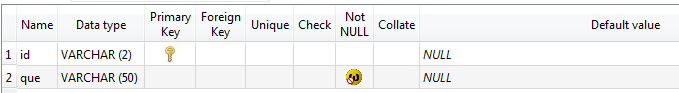 Name Data type Primary Key Foreign Key Unique Check Not NULL Collate Default value
1 id VARCHAR (2) NULL
2 que VARCHAR (50) NULL